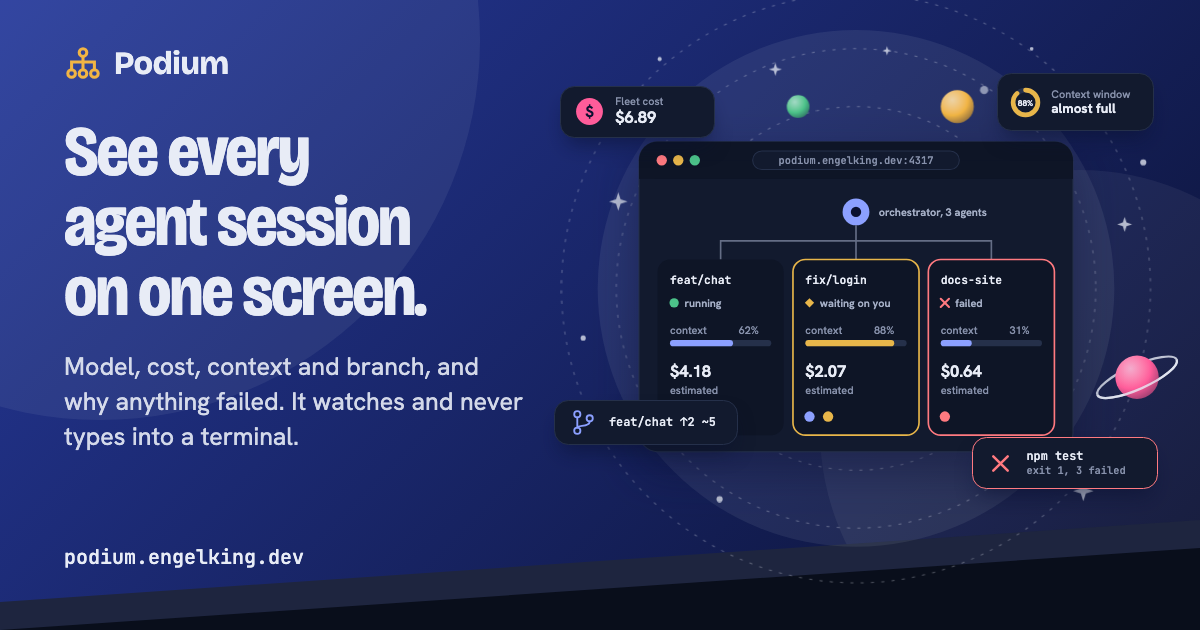 Podium
See every
agent session
on one screen.
Model, cost, context and branch, and
why anything failed. It watches and never
types into a terminal.
podium.engelking.dev
Fleet cost
$6.89
$
88%
Context window
almost full
podium.engelking.dev:4317
orchestrator, 3 agents
feat/chat
running
context 62%
$4.18
estimated
fix/login
waiting on you
context 88%
$2.07
estimated
docs-site
failed
context 31%
$0.64
estimated
feat/chat ↑2 ~5
npm test
exit 1, 3 failed